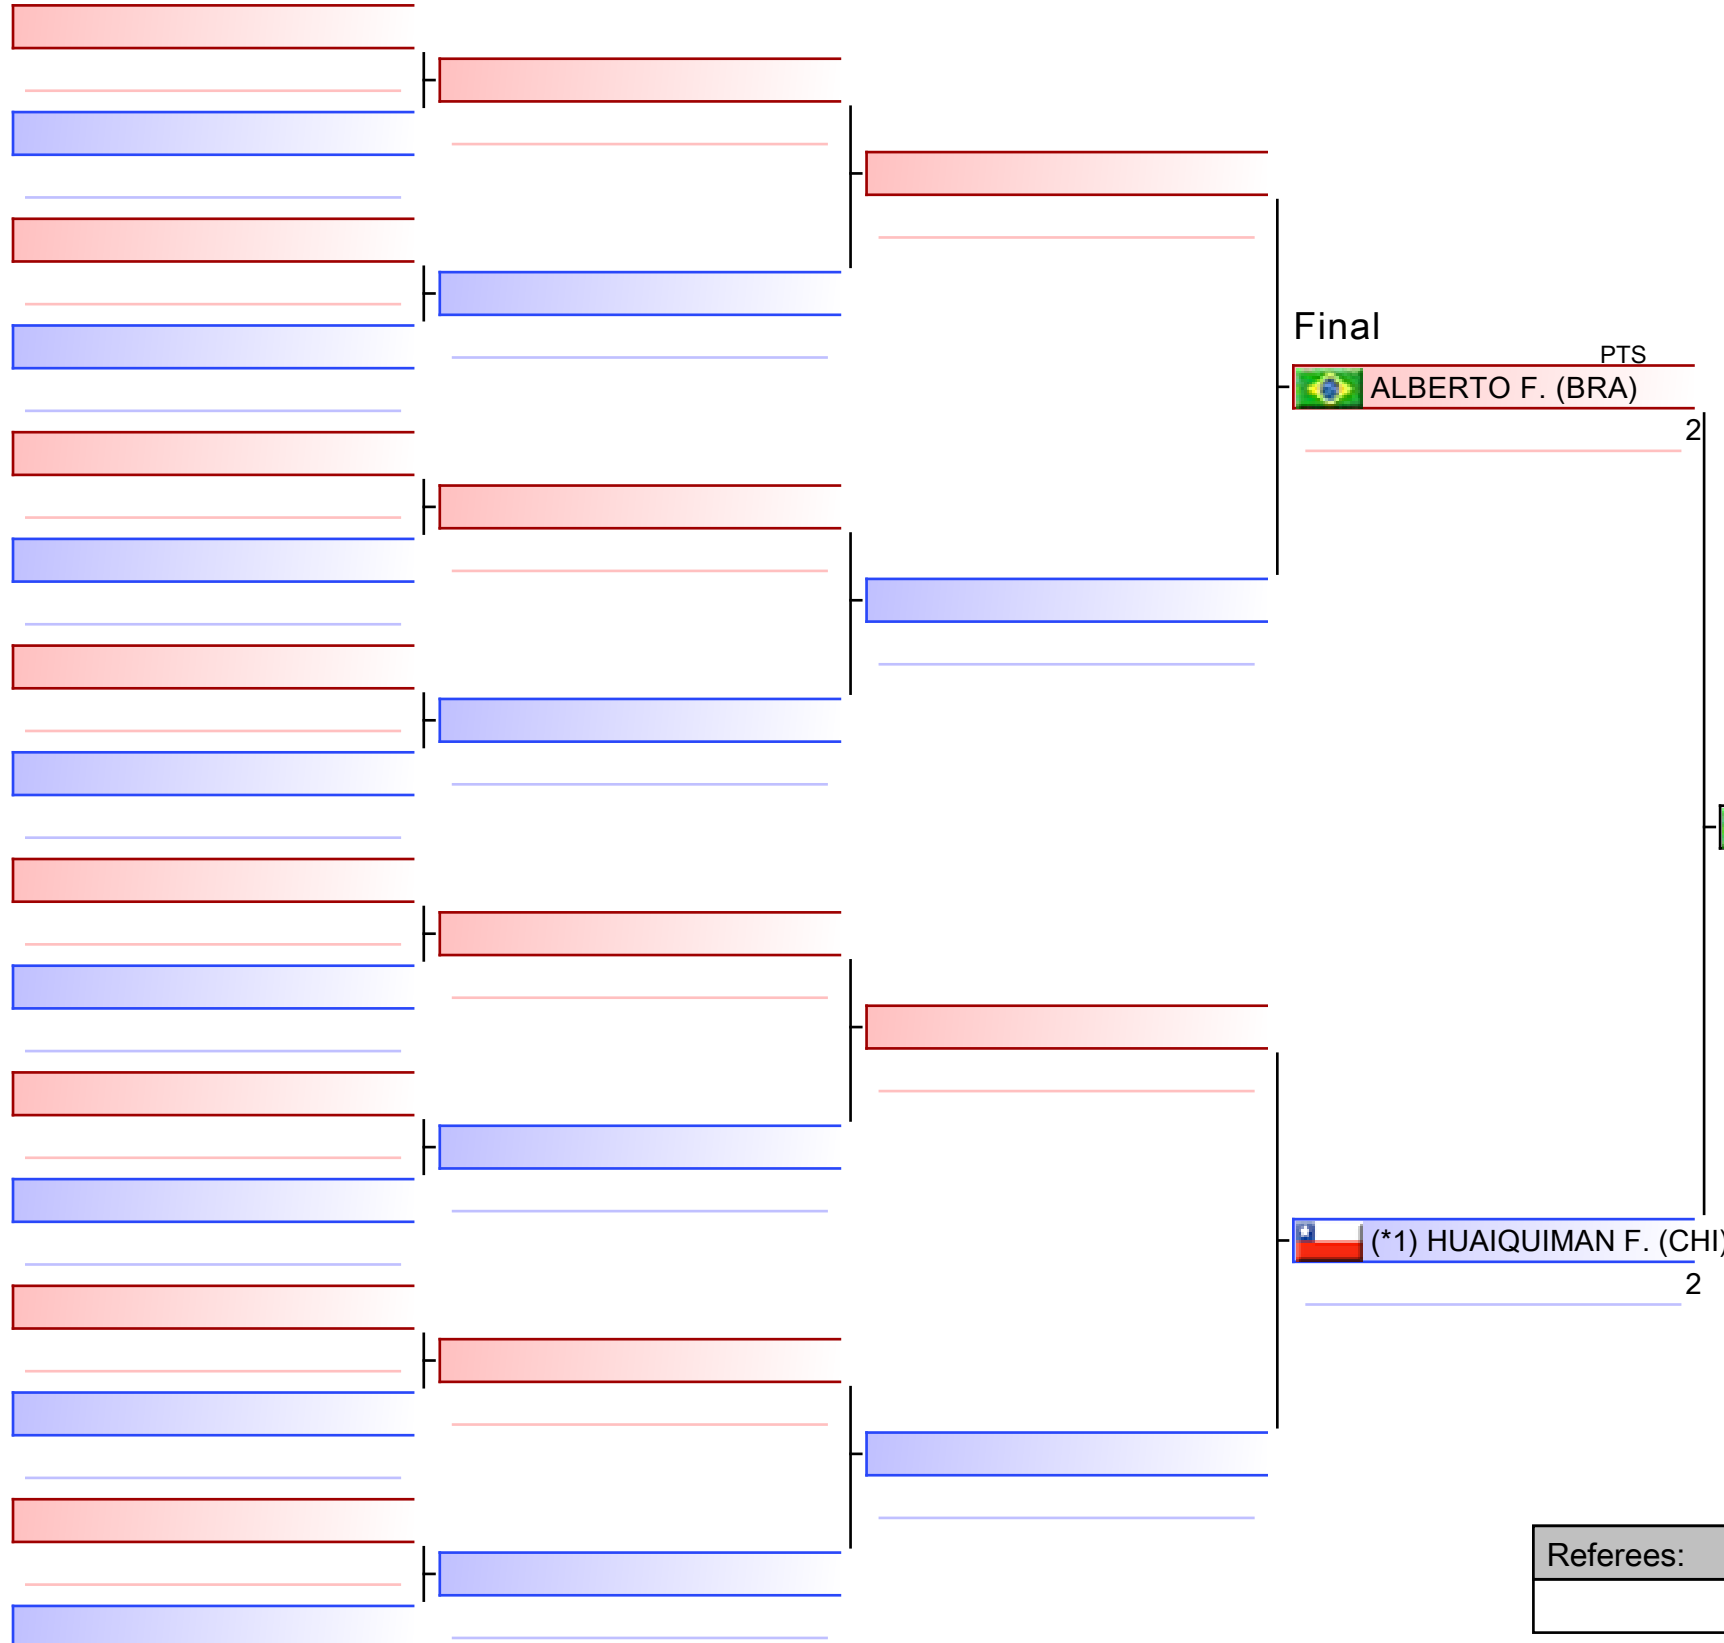 Final
PTS
ALBERTO F. (BRA)
2
(*1) HUAIQUIMAN F. (CHI)
2
Referees: